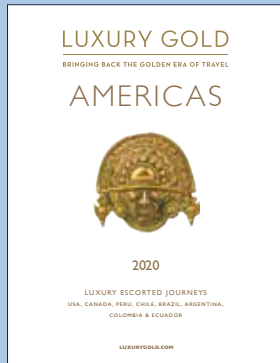 LUXURY GOLD
BRINGING BACK THE GOLDEN ERA OF TRAVEL
AMERICAS
2020
LUXURY ESCORTED JOURNEYS
USA, CANADA, PERU, CHILE, BRAZIL, ARGENTINA,
COLOMBIA & ECUADOR
LUXURYGOLD.COM